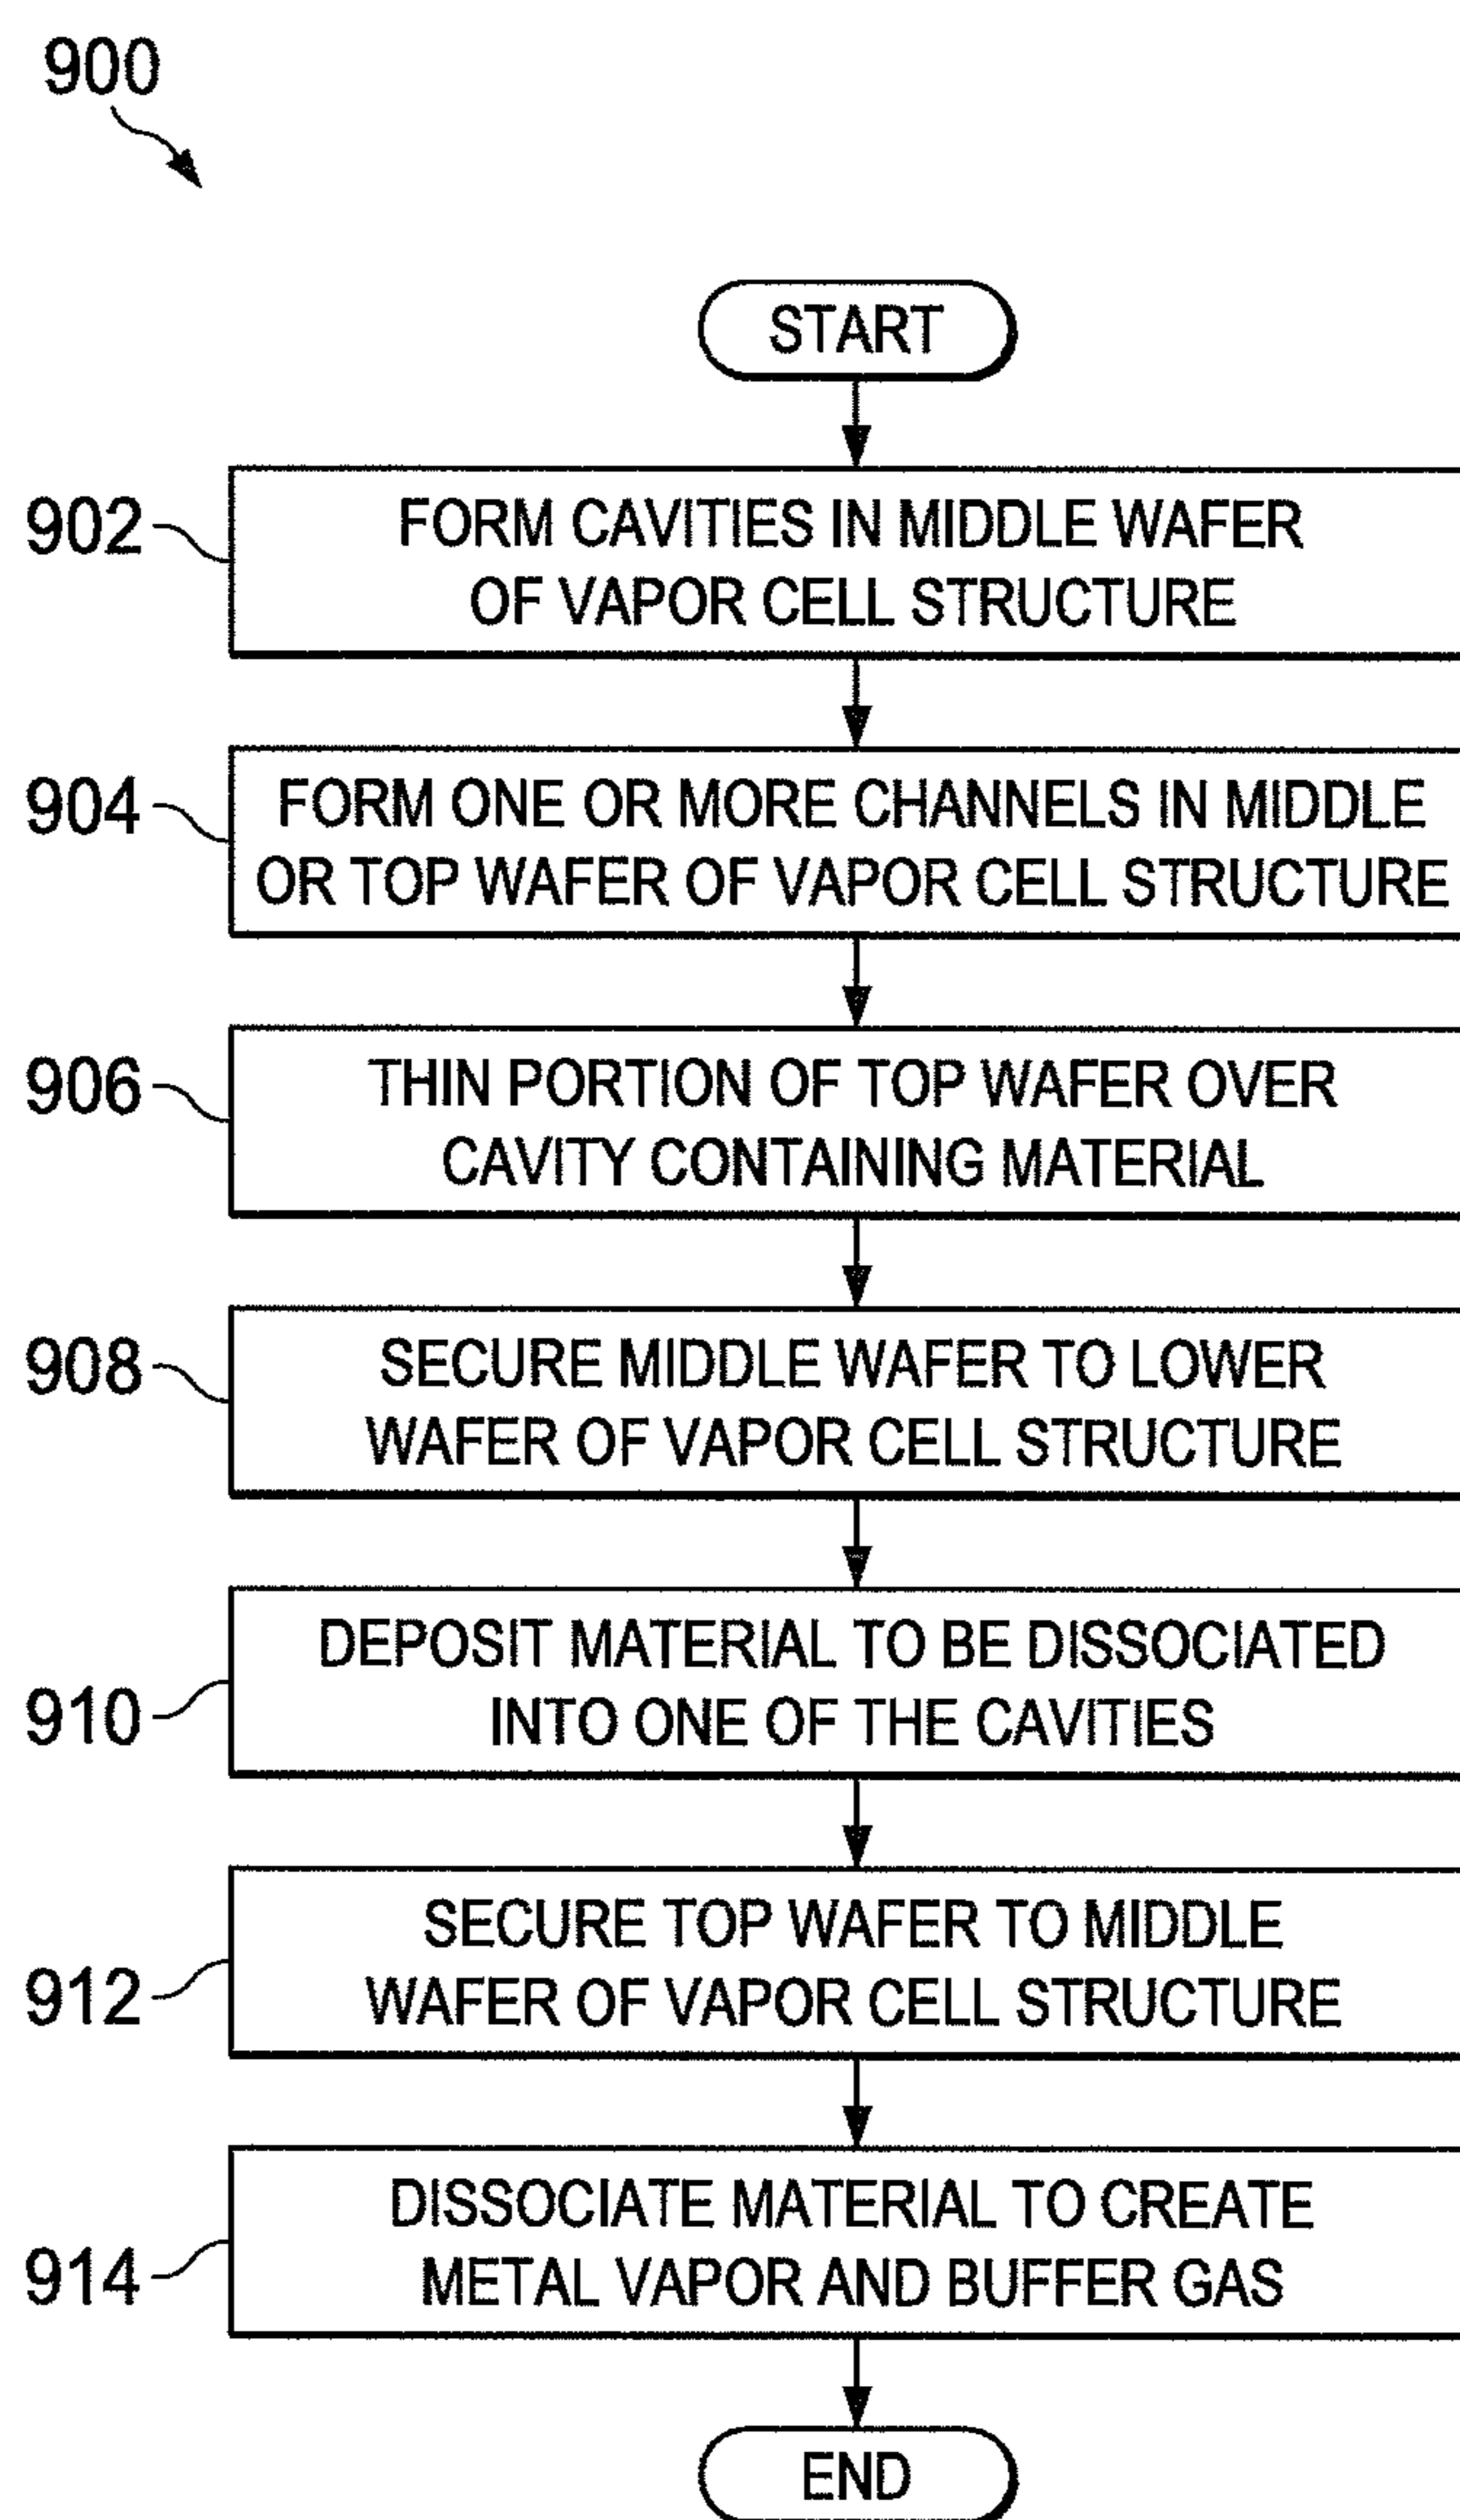 900
START
902
FORM CAVITIES IN MIDDLE WAFER
OF VAPOR CELL STRUCTURE
904
FORM ONE OR MORE CHANNELS IN MIDDLE
OR TOP WAFER OF VAPOR CELL STRUCTURE
906
THIN PORTION OF TOP WAFER OVER
CAVITY CONTAINING MATERIAL
908
SECURE MIDDLE WAFER TO LOWER
WAFER OF VAPOR CELL STRUCTURE
910
DEPOSIT MATERIAL TO BE DISSOCIATED
INTO ONE OF THE CAVITIES
912
SECURE TOP WAFER TO MIDDLE
WAFER OF VAPOR CELL STRUCTURE
914
DISSOCIATE MATERIAL TO CREATE
METAL VAPOR AND BUFFER GAS
END